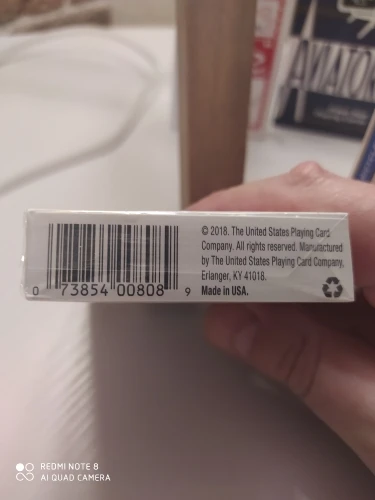 AVIATOR
© 2018. The United States Playing Card
Company. All rights reserved. Manufactured
by The United States Playing Card Company,
Erlanger, KY 41018.
Made in USA.
0 73854 00808 9
REDMI NOTE 8
AI QUAD CAMERA